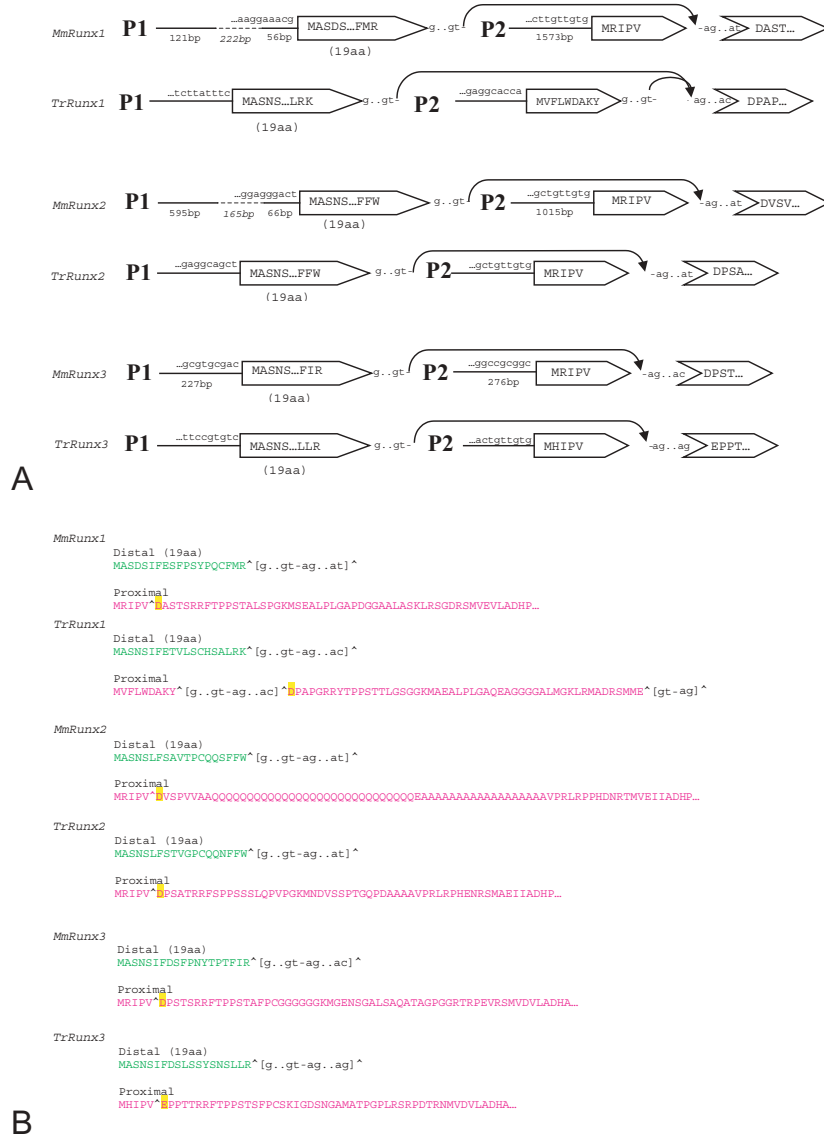 MmRunx1 P1 121bp 222bp …aaggaaacg 56bp MASDS…FMR (19aa) g..gt- P2 …cttgttgtg 1573bp MRIPV -ag..at DAST…
TrRunx1 P1 …tcttatttc MASNS…LRK (19aa) g..gt- P2 …gaggcacca MVFLWDAKY g..gt- -ag..ac DPAP…
MmRunx2 P1 595bp 165bp …ggagggact 66bp MASNS…FFW (19aa) g..gt- P2 …gctgttgtg 1015bp MRIPV -ag..at DVSV…
TrRunx2 P1 …gaggcagct MASNS…FFW (19aa) g..gt- P2 …gctgttgtg MRIPV -ag..at DPSA…
MmRunx3 P1 …gcgtgcgac 227bp MASNS…FIR (19aa) g..gt- P2 …ggccgcggc 276bp MRIPV -ag..ac DPST…
TrRunx3 P1 …ttccgtgtc MASNS…LLR (19aa) g..gt- P2 …actgttgtg MHIPV -ag..ag EPPT…
A
MmRunx1
Distal (19aa)
MASDSIFESFPSYPQCFMR^[g..gt-ag..at]^
Proximal
MRIPV^DASTSRRFTPPSTALSPGKMSEALPLGAPDGGAALASKLRSGDRSMVEVLADHP…
TrRunx1
Distal (19aa)
MASNSIFETVLSCHSALRK^[g..gt-ag..ac]^
Proximal
MVFLWDAKY^[g..gt-ag..ac]^DPAPGRRYTPPSTTLGSGGKMAEALPLGAQEAGGGGALMGKLRMADRSMME^[gt-ag]^
MmRunx2
Distal (19aa)
MASNSLFSAVTPCQQSFFW^[g..gt-ag..at]^
Proximal
MRIPV^DVSPVVAAQQQQQQQQQQQQQQQQQQQQQQQQQQQQQEAAAAAAAAAAAAAAAAAAVPRLRPPHDNRTMVEIIADHP…
TrRunx2
Distal (19aa)
MASNSLFSTVGPCQQNFFW^[g..gt-ag..at]^
Proximal
MRIPV^DPSATRRFSPPSSSLQPVPGKMNDVSSPTGQPDAAAAVPRLRPHENRSMAEIIADHP…
MmRunx3
Distal (19aa)
MASNSIFDSFPNYTPTFIR^[g..gt-ag..ac]^
Proximal
MRIPV^DPSTSRRFTPPSTAFPCGGGGGGKMGENSGALSAQATAGPGGRTRPEVRSMVDVLADHA…
TrRunx3
Distal (19aa)
MASNSIFDSLSSYSNSLLR^[g..gt-ag..ag]^
Proximal
MHIPV^EPPTTRRFTPPSTSFPCSKIGDSNGAMATPGPLRSRPDTRNMVDVLADHA…
B